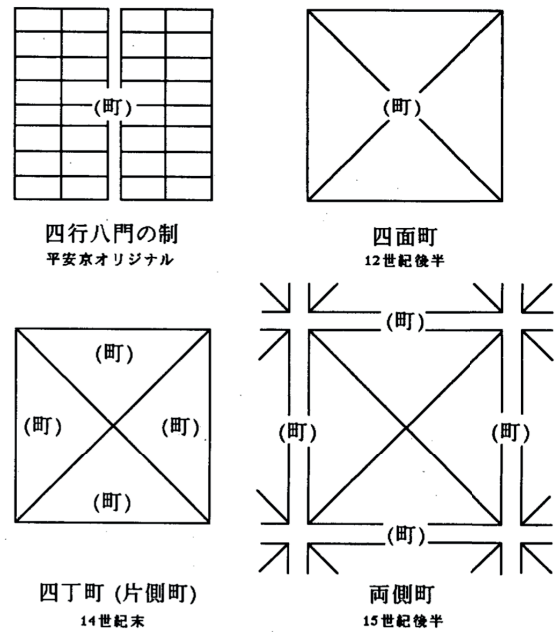 (町)
四行八門の制
平安京オリジナル
(町)
四面町
12世紀後半
(町)
(町)
(町)
(町)
四丁町 (片側町)
14世紀末
(町)
(町)
(町)
(町)
両側町
15世紀後半